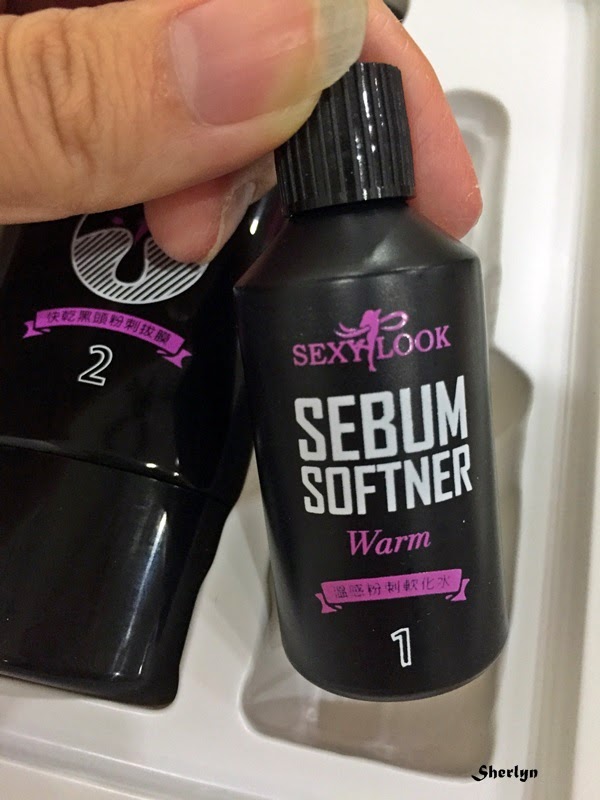 快乾黑頭粉刺拔膜
2
SEXY LOOK
SEBUM
SOFTNER
Warm
溫感粉刺軟化水
1
Sherlyn